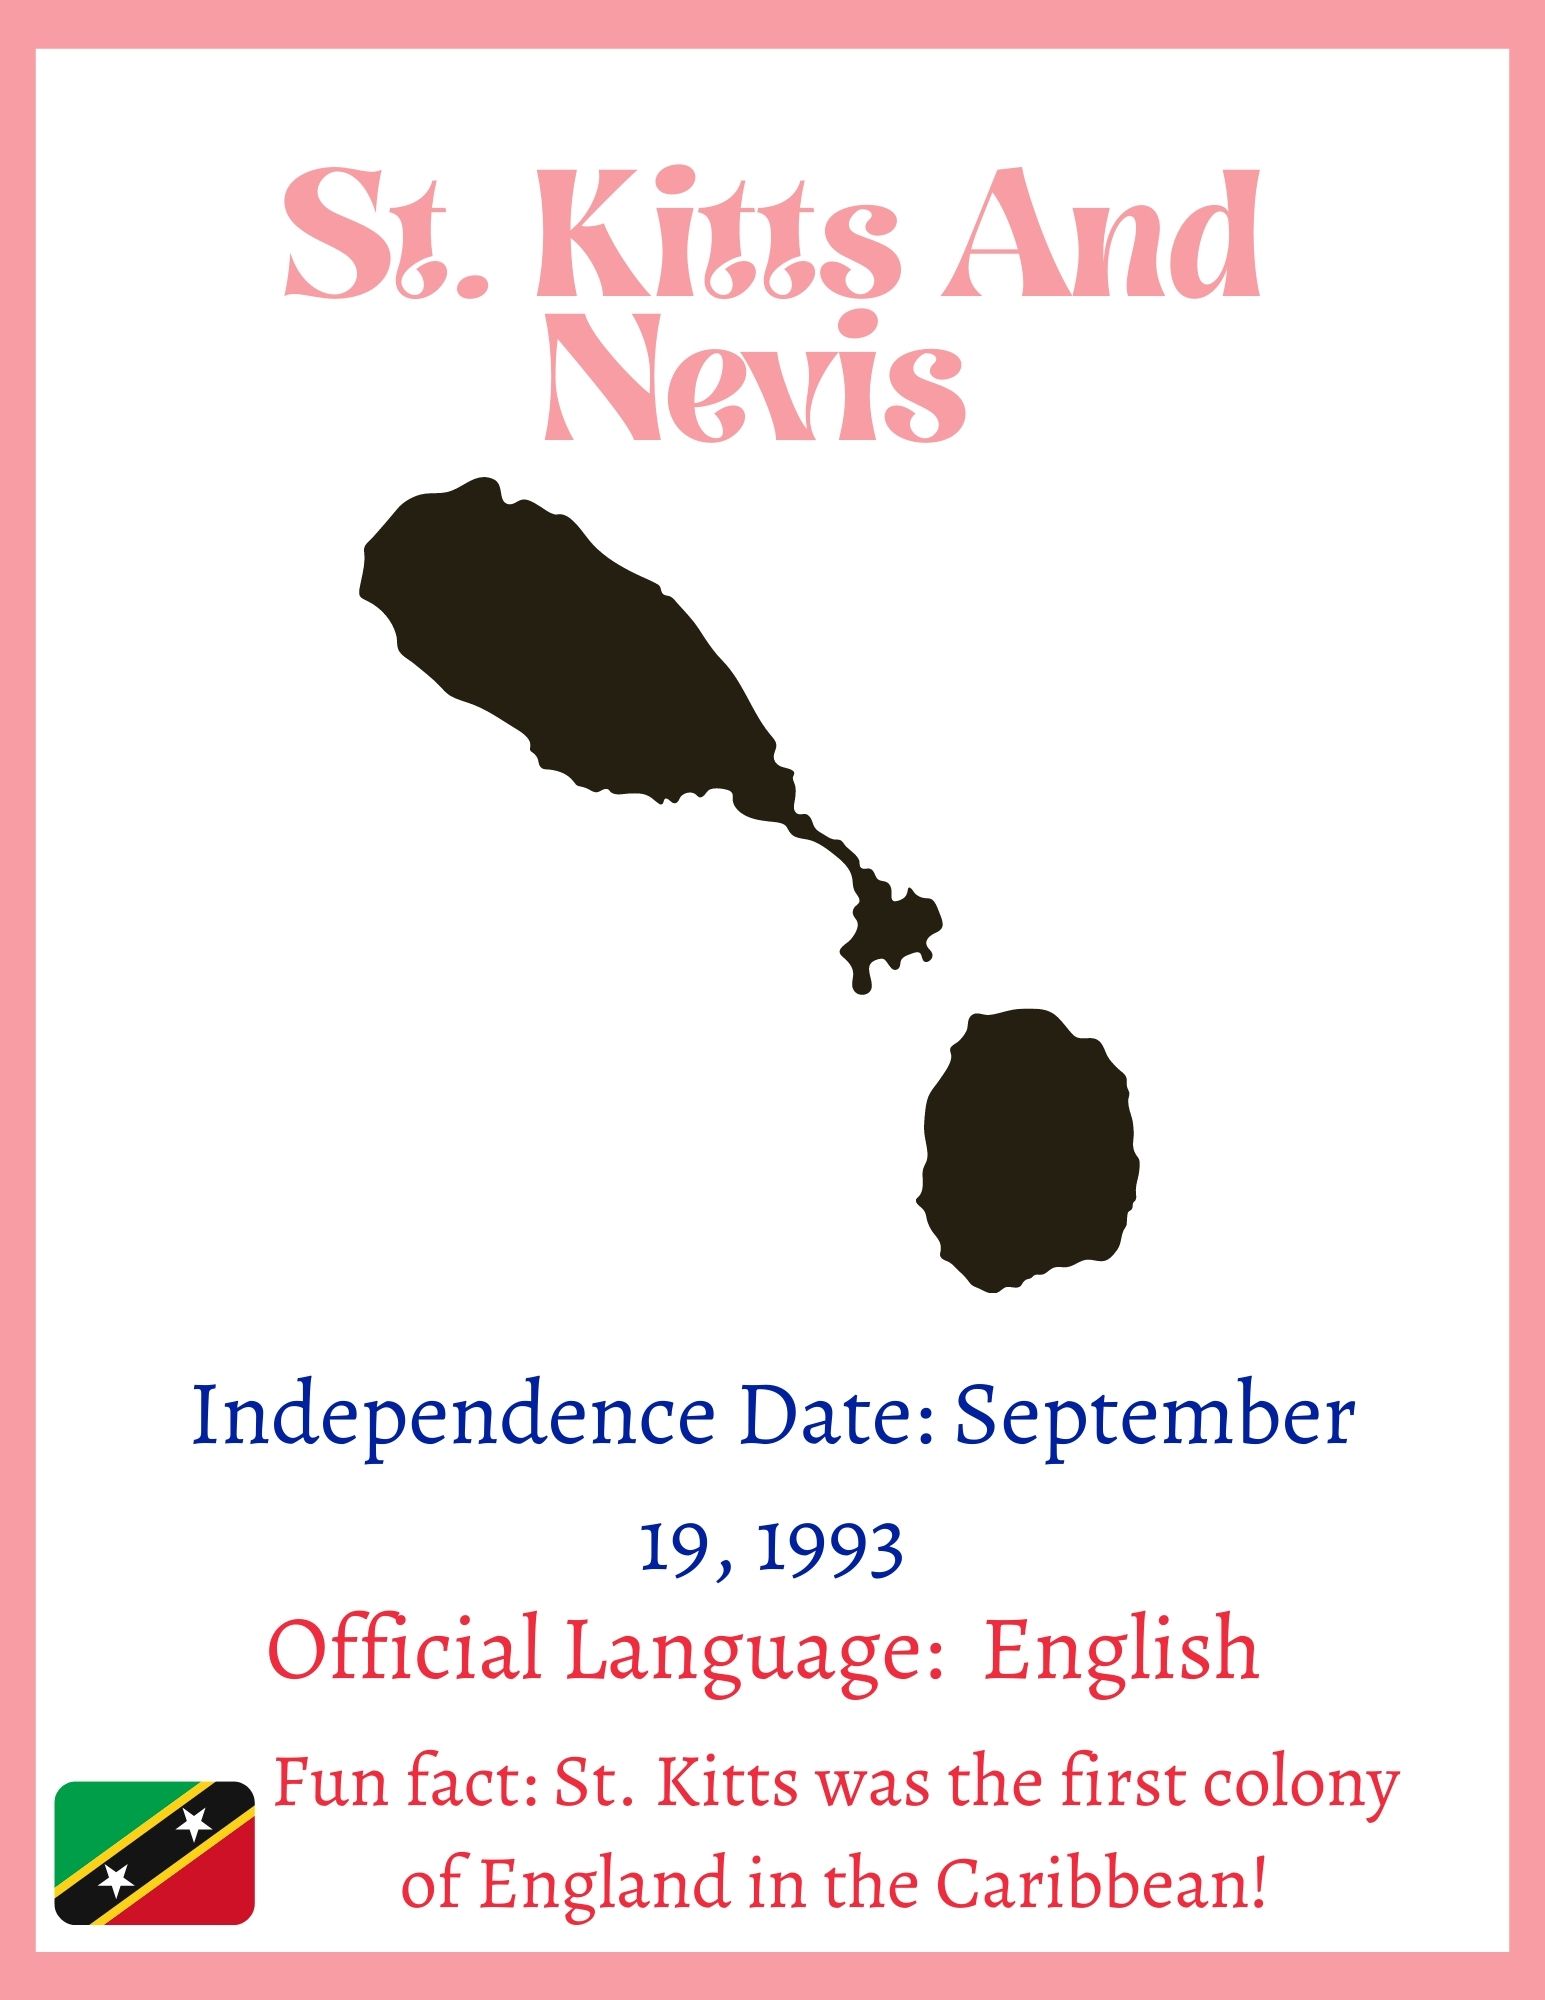 St. Kitts And
Nevis
Independence Date: September
19, 1993
Official Language: English
Fun fact: St. Kitts was the first colony
of England in the Caribbean!